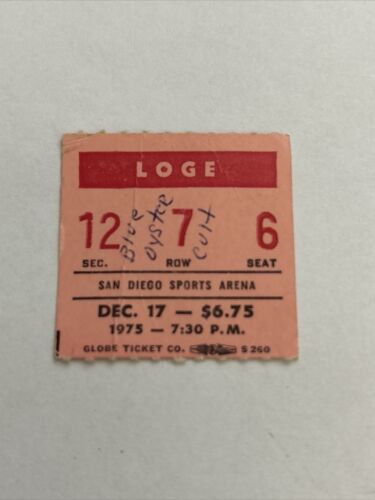 LOGE
12 7 6
Blue
Oyster
Cult
SEC. ROW SEAT
SAN DIEGO SPORTS ARENA
DEC. 17 — $6.75
1975 — 7:30 P.M.
GLOBE TICKET CO. S 260